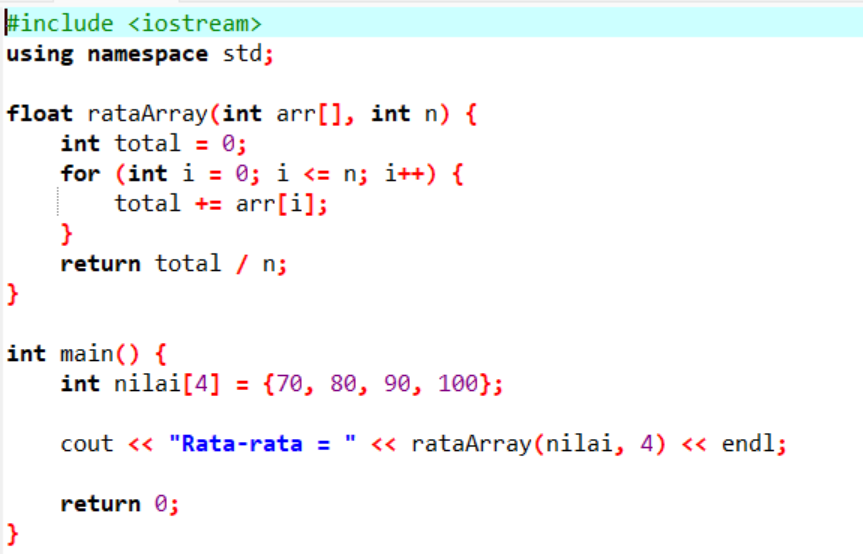 #include <iostream>
using namespace std;
float rataArray(int arr[], int n) {
    int total = 0;
    for (int i = 0; i <= n; i++) {
        total += arr[i];
    }
    return total / n;
}
int main() {
    int nilai[4] = {70, 80, 90, 100};
    cout << "Rata-rata = " << rataArray(nilai, 4) << endl;
    return 0;
}